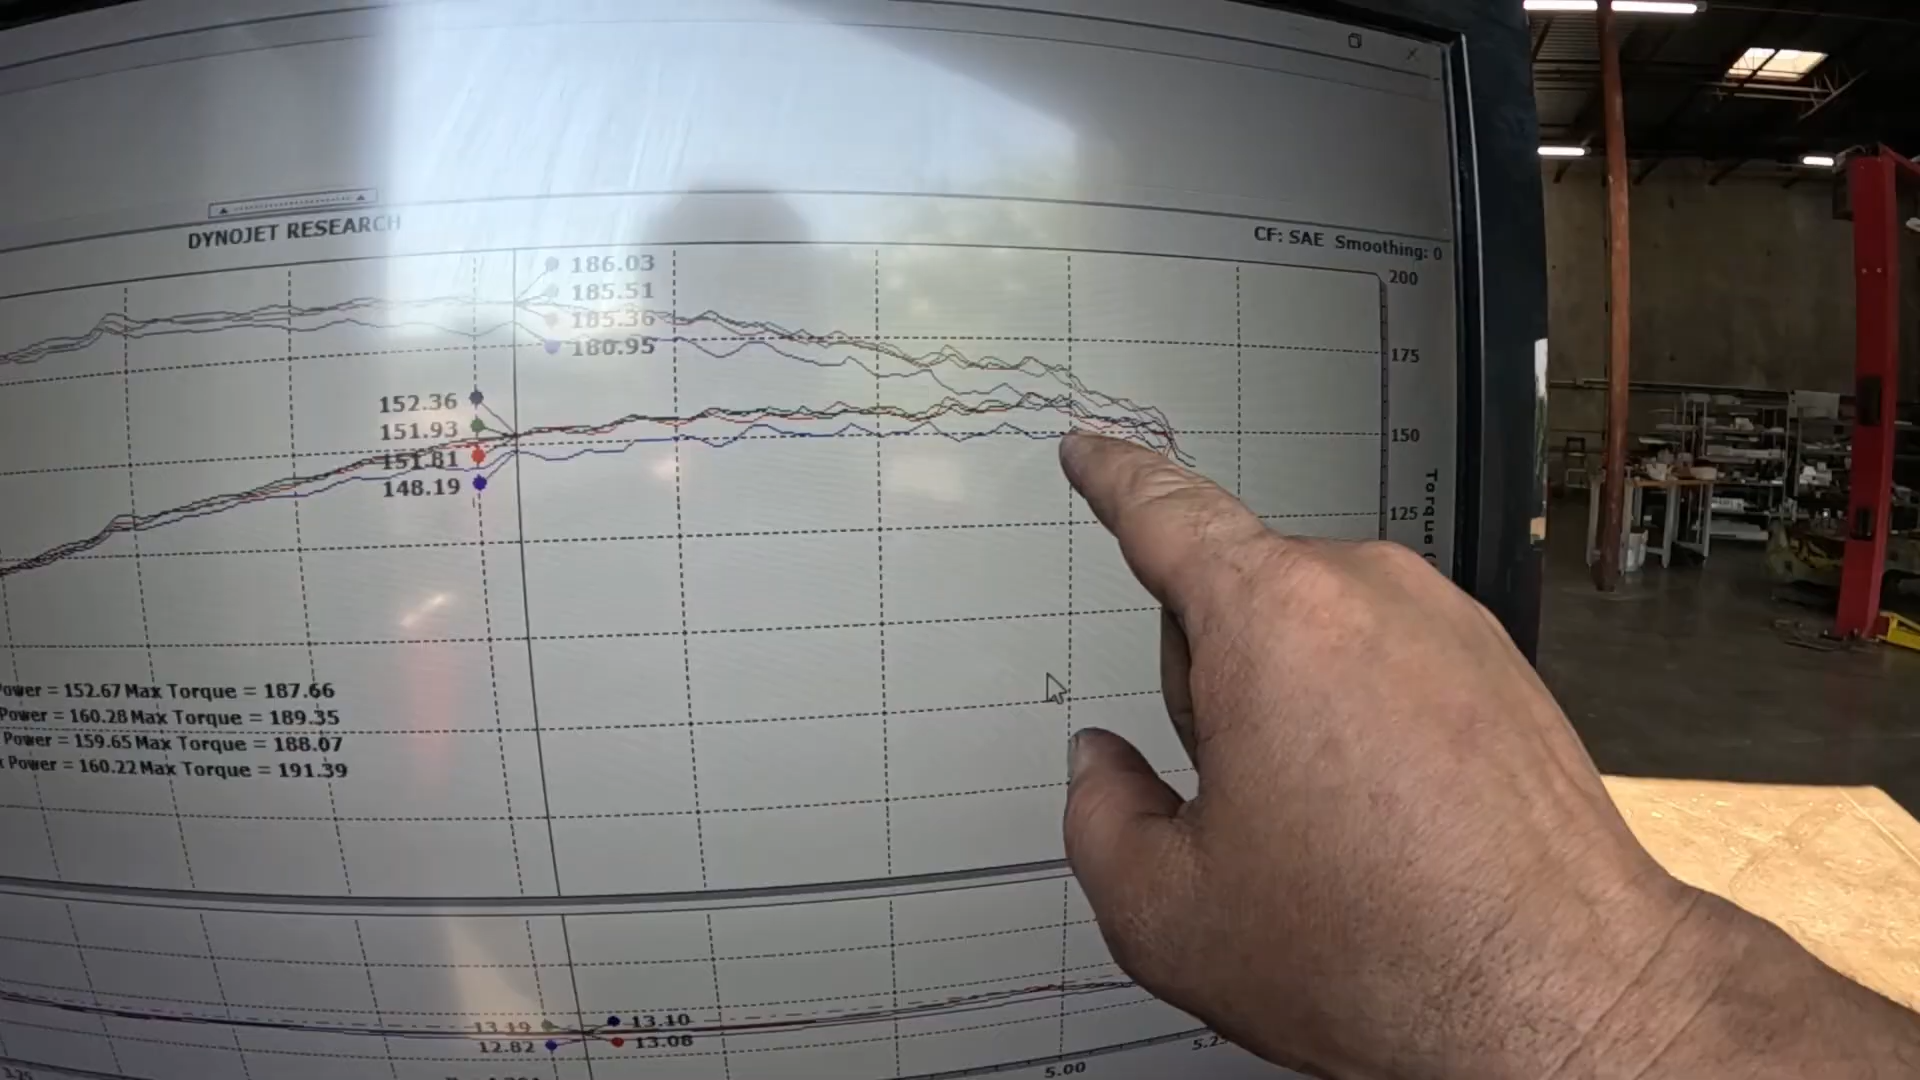 DYNOJET RESEARCH
CF: SAE Smoothing: 0
186.03
185.51
185.36
180.95
152.36
151.93
151.81
148.19
200
175
150
125
Torque
Power = 152.67 Max Torque = 187.66
Power = 160.28 Max Torque = 189.35
Power = 159.65 Max Torque = 188.07
Power = 160.22 Max Torque = 191.39
13.19
13.10
12.82
13.08
5.00